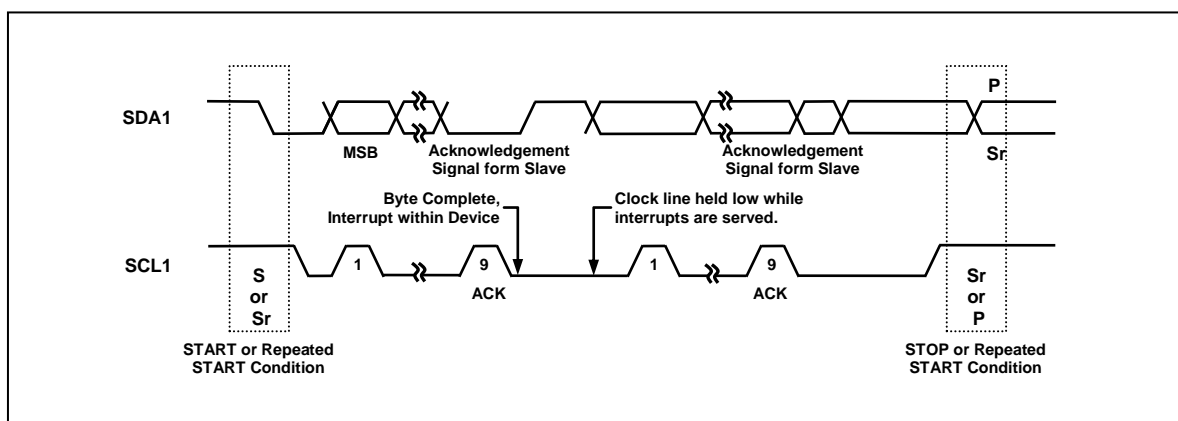 P
SDA1
MSB
Acknowledgement
Signal form Slave
Acknowledgement
Signal form Slave
Sr
Byte Complete,
Interrupt within Device
Clock line held low while
interrupts are served.
SCL1
1
9
1
9
ACK
ACK
S
or
Sr
Sr
or
P
START or Repeated
START Condition
STOP or Repeated
START Condition